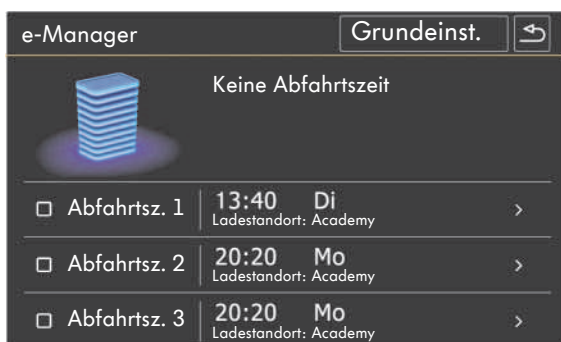 e-Manager Grundeinst.
Keine Abfahrtszeit
Abfahrtsz. 1 13:40 Di
Ladestandort: Academy
Abfahrtsz. 2 20:20 Mo
Ladestandort: Academy
Abfahrtsz. 3 20:20 Mo
Ladestandort: Academy